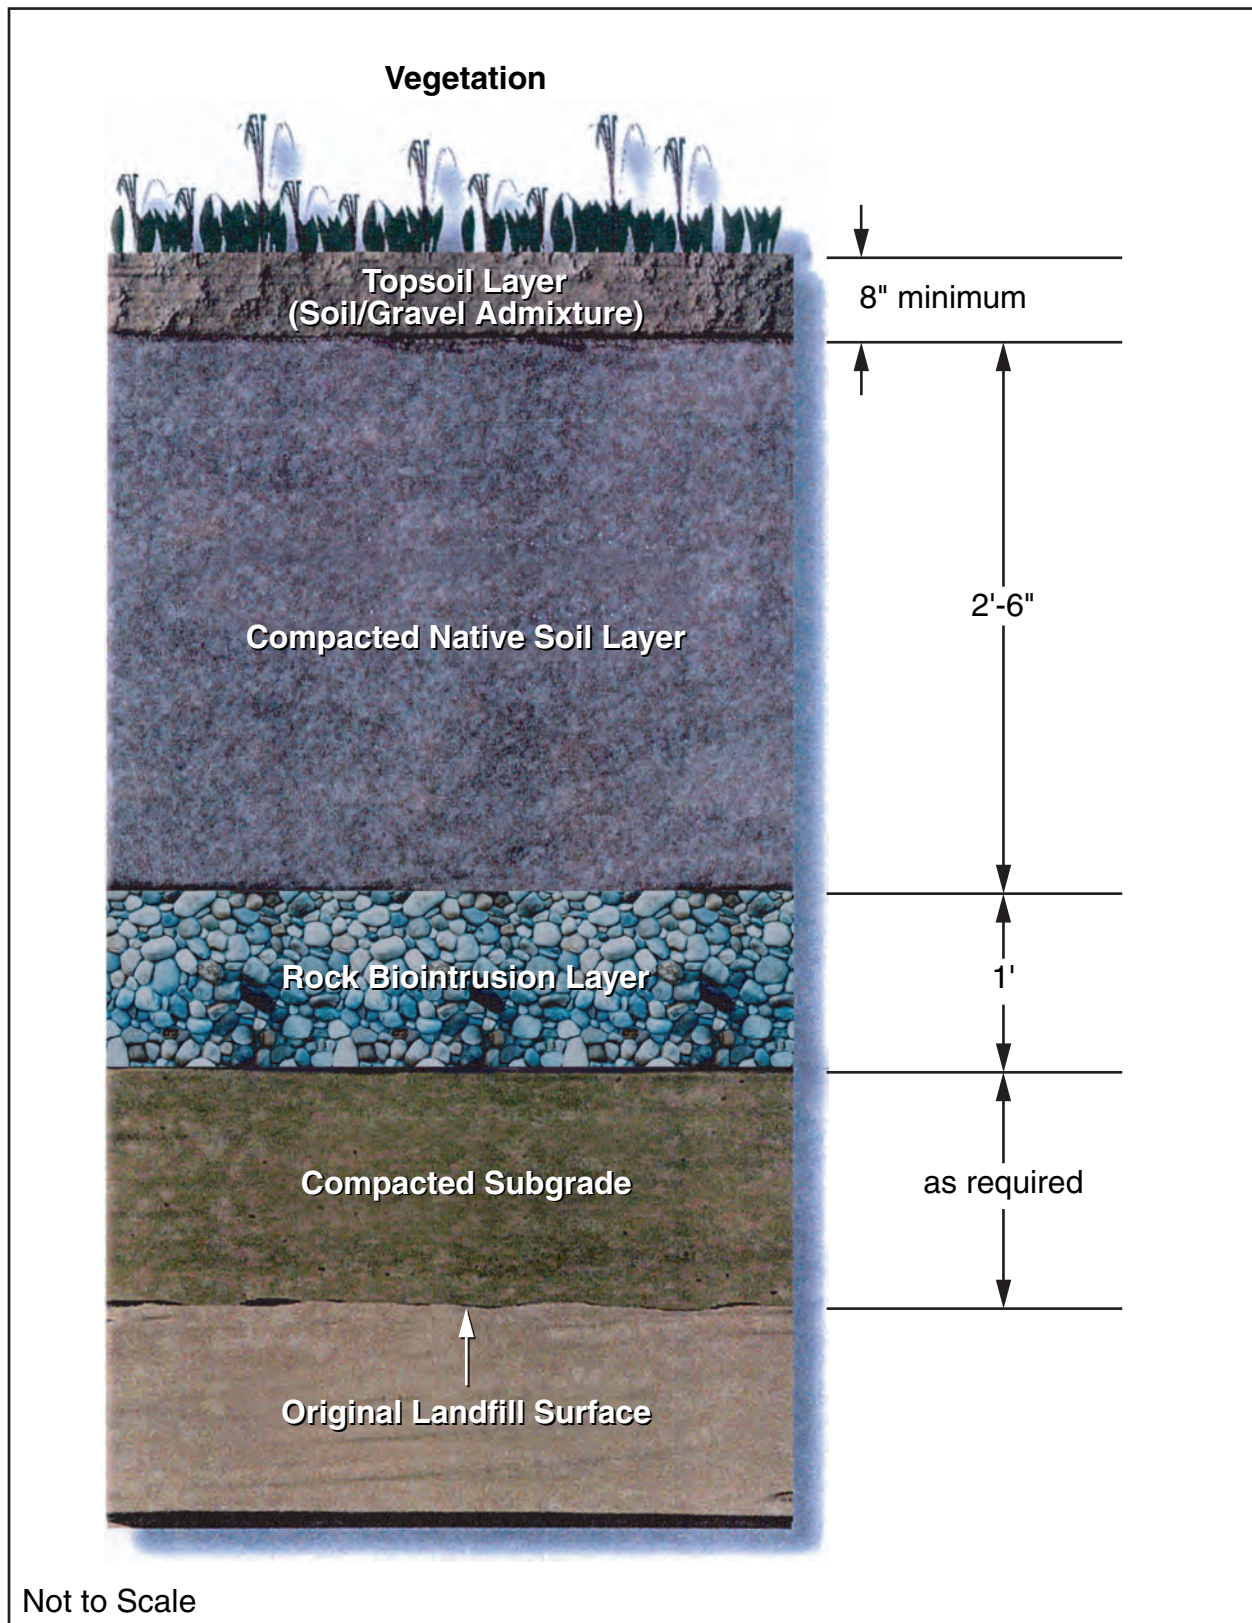 Vegetation
Topsoil Layer
(Soil/Gravel Admixture)
8" minimum
2'-6"
Compacted Native Soil Layer
Rock Biointrusion Layer
1'
Compacted Subgrade
as required
Original Landfill Surface
Not to Scale